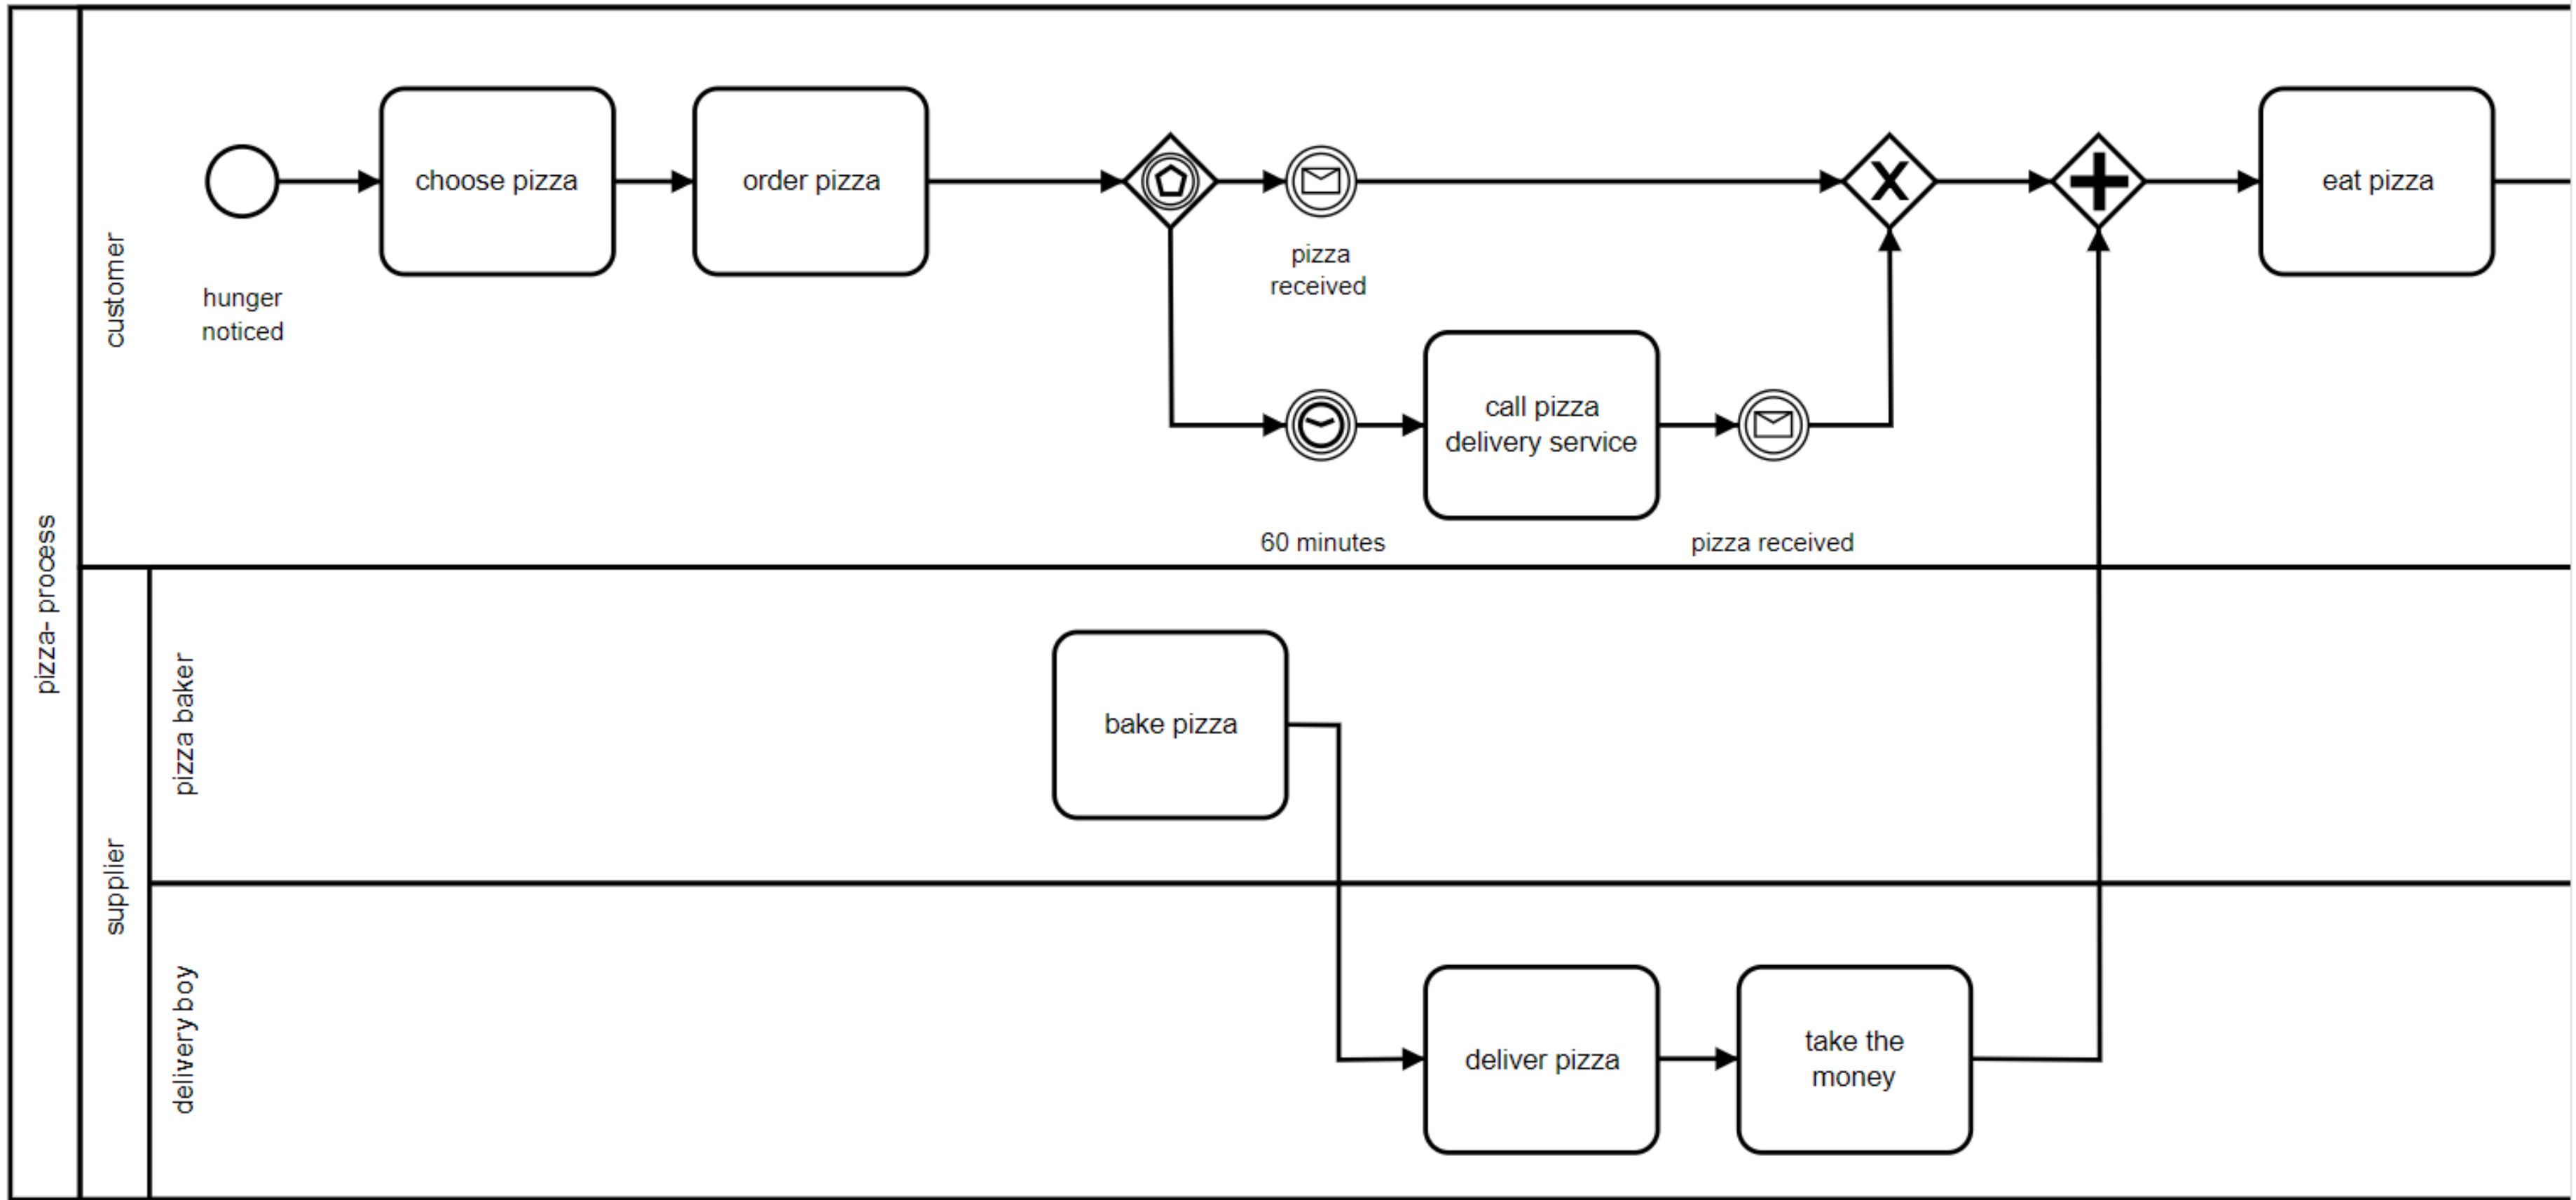 pizza- process
customer
hunger
noticed
choose pizza
order pizza
pizza
received
60 minutes
call pizza
delivery service
pizza received
eat pizza
supplier
pizza baker
bake pizza
delivery boy
deliver pizza
take the
money